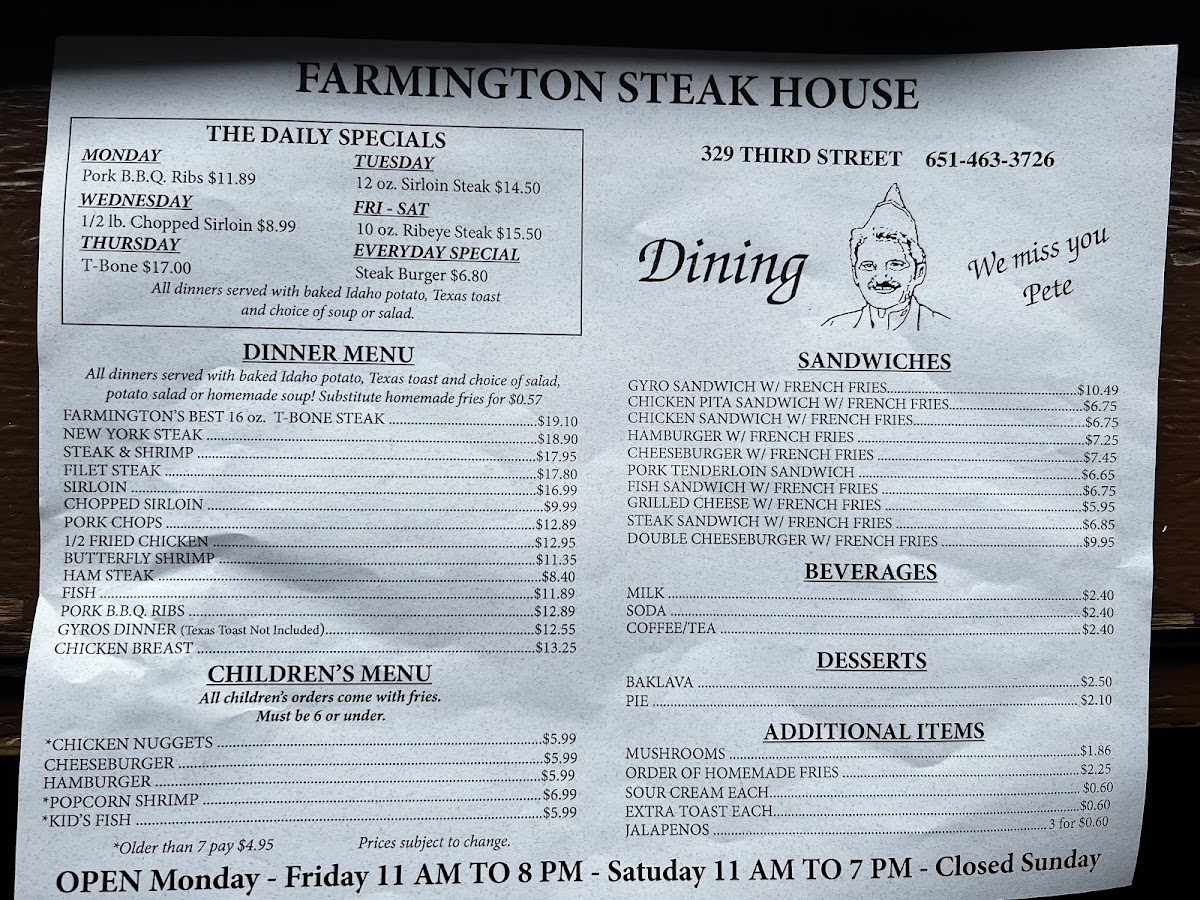 FARMINGTON STEAK HOUSE
THE DAILY SPECIALS
MONDAY
Pork B.B.Q. Ribs $11.89
WEDNESDAY
1/2 lb. Chopped Sirloin $8.99
THURSDAY
T-Bone $17.00
TUESDAY
12 oz. Sirloin Steak $14.50
FRI - SAT
10 oz. Ribeye Steak $15.50
EVERYDAY SPECIAL
Steak Burger $6.80
All dinners served with baked Idaho potato, Texas toast
and choice of soup or salad.
DINNER MENU
All dinners served with baked Idaho potato, Texas toast and choice of salad,
potato salad or homemade soup! Substitute homemade fries for $0.57
FARMINGTON'S BEST 16 oz. T-BONE STEAK $19.10
NEW YORK STEAK $18.90
STEAK & SHRIMP $17.95
FILET STEAK $17.80
SIRLOIN $16.99
CHOPPED SIRLOIN $9.99
PORK CHOPS $12.89
1/2 FRIED CHICKEN $12.95
BUTTERFLY SHRIMP $11.35
HAM STEAK $8.40
FISH $11.89
PORK B.B.Q. RIBS $12.89
GYROS DINNER (Texas Toast Not Included) $12.55
CHICKEN BREAST $13.25
CHILDREN'S MENU
All children's orders come with fries.
Must be 6 or under.
*CHICKEN NUGGETS $5.99
CHEESEBURGER $5.99
HAMBURGER $5.99
*POPCORN SHRIMP $6.99
*KID'S FISH $5.99
*Older than 7 pay $4.95
Prices subject to change.
329 THIRD STREET 651-463-3726
Dining
We miss you
Pete
SANDWICHES
GYRO SANDWICH W/ FRENCH FRIES $10.49
CHICKEN PITA SANDWICH W/ FRENCH FRIES $6.75
CHICKEN SANDWICH W/ FRENCH FRIES $6.75
HAMBURGER W/ FRENCH FRIES $7.25
CHEESEBURGER W/ FRENCH FRIES $7.45
PORK TENDERLOIN SANDWICH $6.65
FISH SANDWICH W/ FRENCH FRIES $6.75
GRILLED CHEESE W/ FRENCH FRIES $5.95
STEAK SANDWICH W/ FRENCH FRIES $6.85
DOUBLE CHEESEBURGER W/ FRENCH FRIES $9.95
BEVERAGES
MILK $2.40
SODA $2.40
COFFEE/TEA $2.40
DESSERTS
BAKLAVA $2.50
PIE $2.10
ADDITIONAL ITEMS
MUSHROOMS $1.86
ORDER OF HOMEMADE FRIES $2.25
SOUR CREAM EACH $0.60
EXTRA TOAST EACH $0.60
JALAPENOS 3 for $0.60
OPEN Monday - Friday 11 AM TO 8 PM - Satuday 11 AM TO 7 PM - Closed Sunday